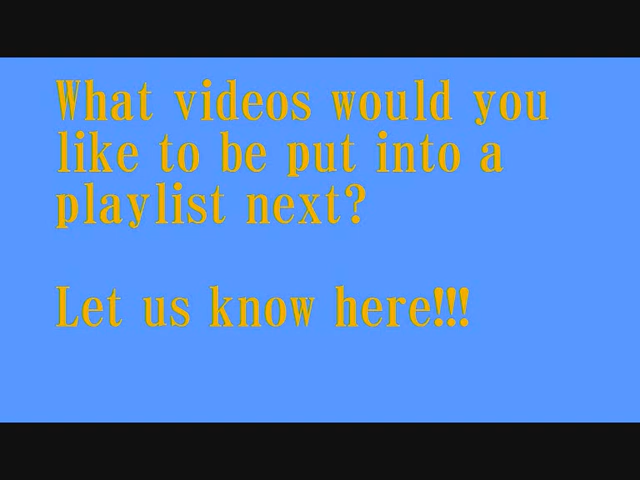 What videos would you
like to be put into a
playlist next?
Let us know here!!!